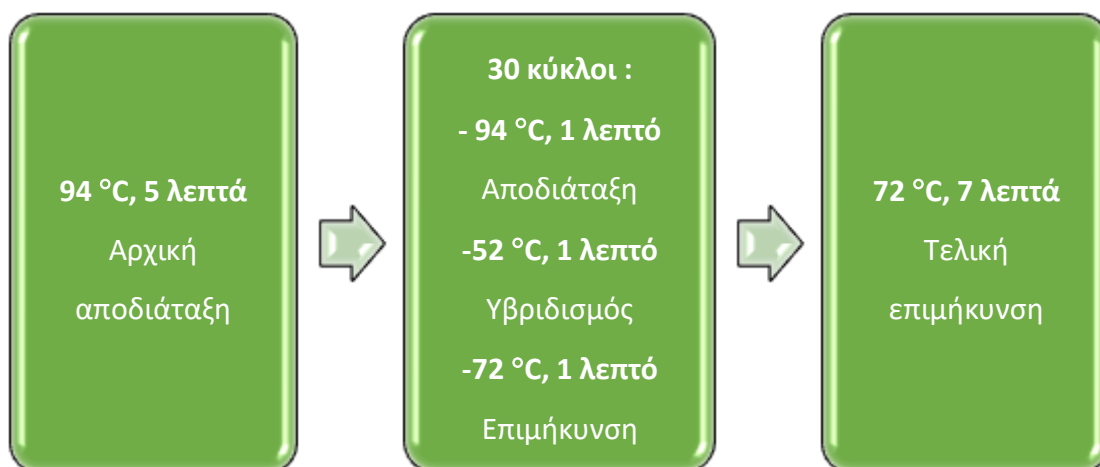 94 °C, 5 λεπτά
Αρχική
αποδιάταξη
30 κύκλοι :
- 94 °C, 1 λεπτό
Αποδιάταξη
-52 °C, 1 λεπτό
Υβριδισμός
-72 °C, 1 λεπτό
Επιμήκυνση
72 °C, 7 λεπτά
Τελική
επιμήκυνση